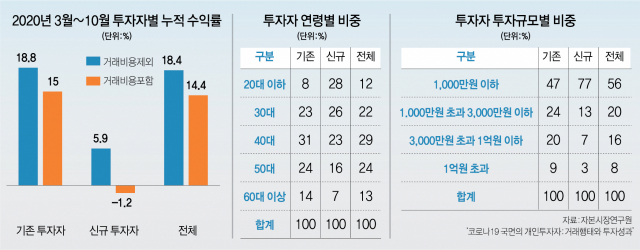 2020년 3월~10월 투자자별 누적 수익률
(단위:%)
거래비용제외
거래비용포함
18.8
15
5.9
-1.2
18.4
14.4
기존 투자자 신규 투자자 전체
투자자 연령별 비중
(단위:%)
구분 기존 신규 전체
20대 이하 8 28 12
30대 23 26 22
40대 31 23 29
50대 24 16 24
60대 이상 14 7 13
합계 100 100 100
투자자 투자규모별 비중
(단위:%)
구분 기존 신규 전체
1,000만원 이하 47 77 56
1,000만원 초과 3,000만원 이하 24 13 20
3,000만원 초과 1억원 이하 20 7 16
1억원 초과 9 3 8
합계 100 100 100
자료:자본시장연구원
'코로나19 국면의 개인투자자: 거래행태와 투자성과'